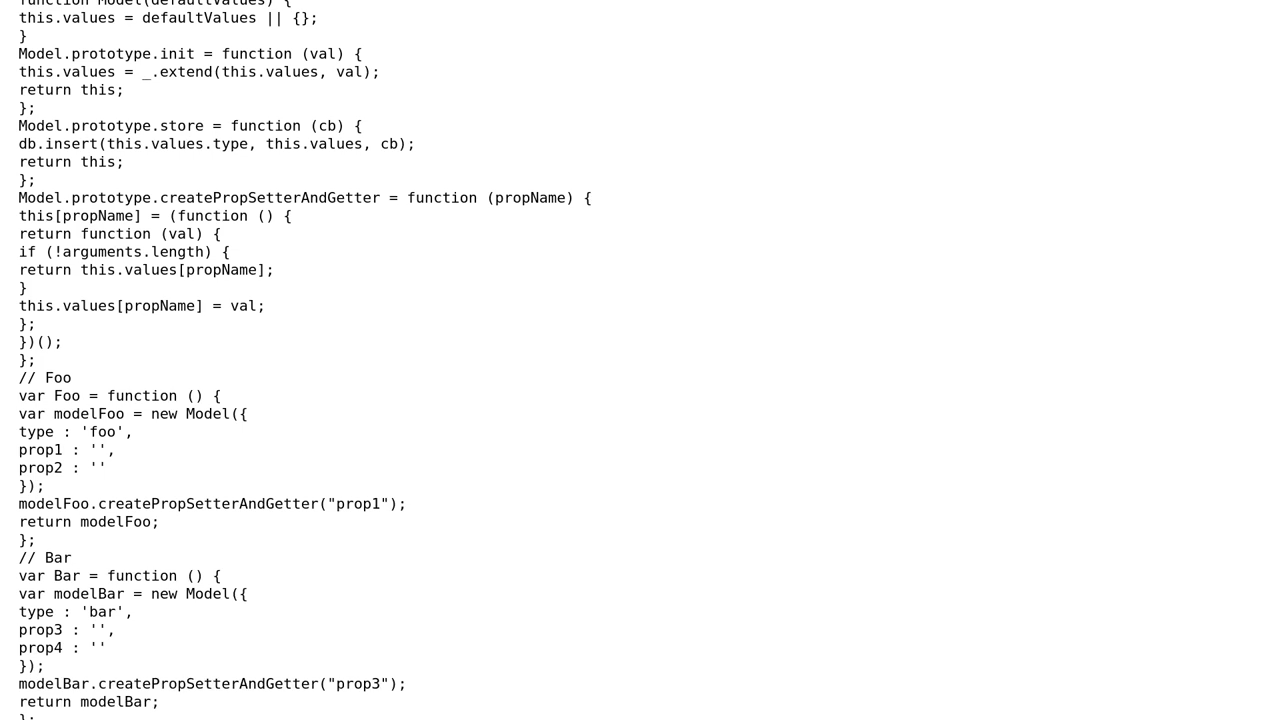 function Model(defaultValues) {
this.values = defaultValues || {};
}
Model.prototype.init = function (val) {
this.values = _.extend(this.values, val);
return this;
};
Model.prototype.store = function (cb) {
db.insert(this.values.type, this.values, cb);
return this;
};
Model.prototype.createPropSetterAndGetter = function (propName) {
this[propName] = (function () {
return function (val) {
if (!arguments.length) {
return this.values[propName];
}
this.values[propName] = val;
};
})();
};
// Foo
var Foo = function () {
var modelFoo = new Model({
type : 'foo',
prop1 : '',
prop2 : ''
});
modelFoo.createPropSetterAndGetter("prop1");
return modelFoo;
};
// Bar
var Bar = function () {
var modelBar = new Model({
type : 'bar',
prop3 : '',
prop4 : ''
});
modelBar.createPropSetterAndGetter("prop3");
return modelBar;
};